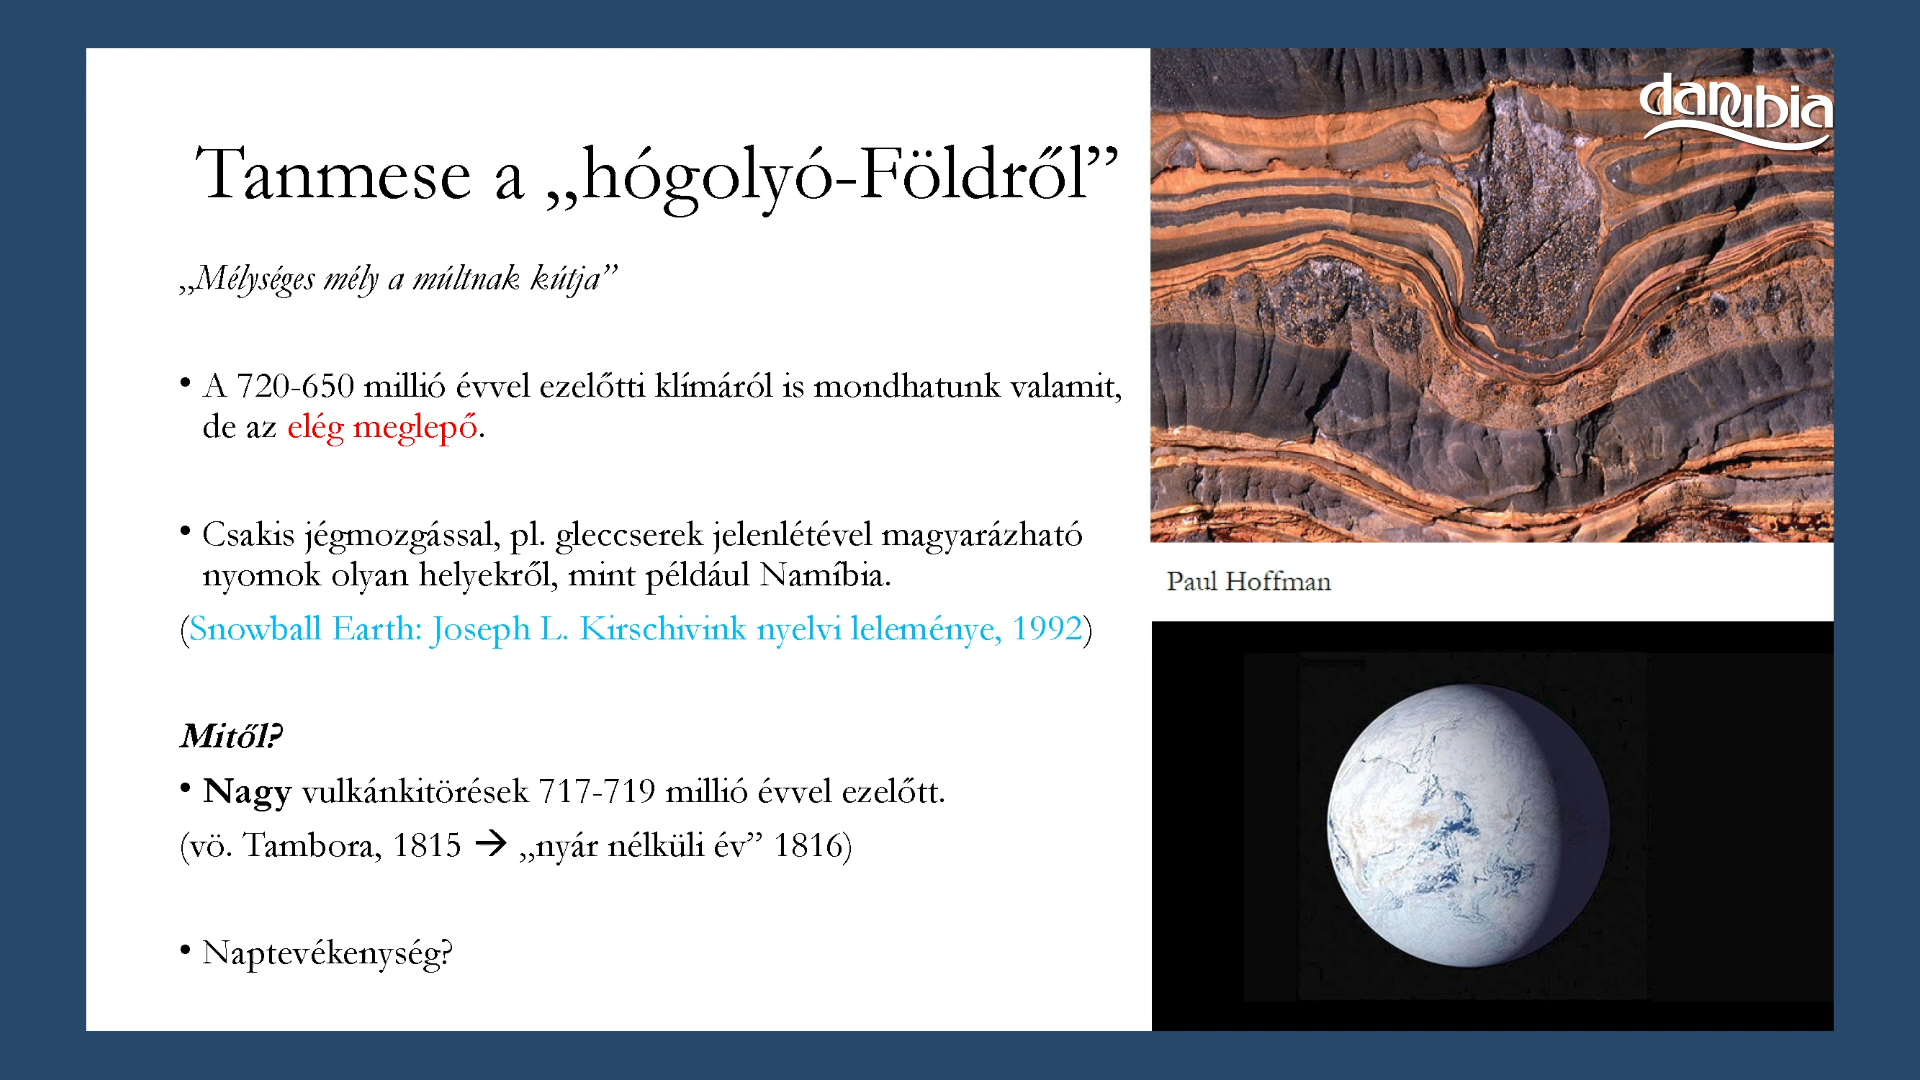 danubia
Tanmese a „hógolyó-Földről”
„Mélységes mély a múltnak kútja”
• A 720-650 millió évvel ezelőtti klímáról is mondhatunk valamit,
de az elég meglepő.
• Csakis jégmozgással, pl. gleccserek jelenlétével magyarázható
nyomok olyan helyekről, mint például Namíbia.
(Snowball Earth: Joseph L. Kirschivink nyelvi leleménye, 1992)
Mitől?
• Nagy vulkánkitörések 717-719 millió évvel ezelőtt.
(vö. Tambora, 1815 → „nyár nélküli év” 1816)
• Naptevékenység?
Paul Hoffman